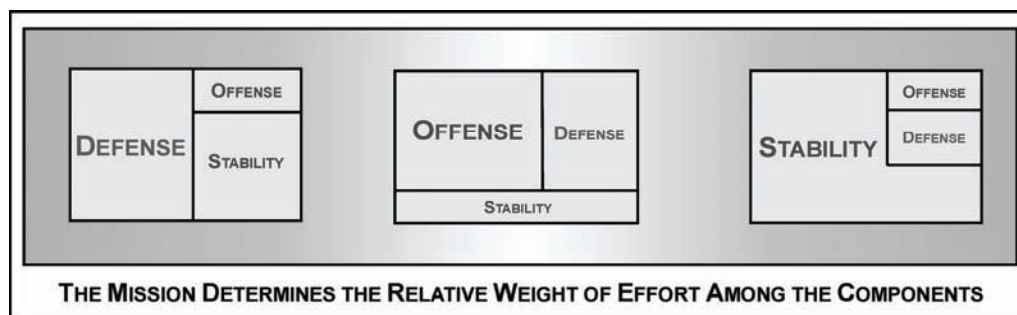 DEFENSE
OFFENSE
STABILITY
OFFENSE
DEFENSE
STABILITY
STABILITY
OFFENSE
DEFENSE
THE MISSION DETERMINES THE RELATIVE WEIGHT OF EFFORT AMONG THE COMPONENTS